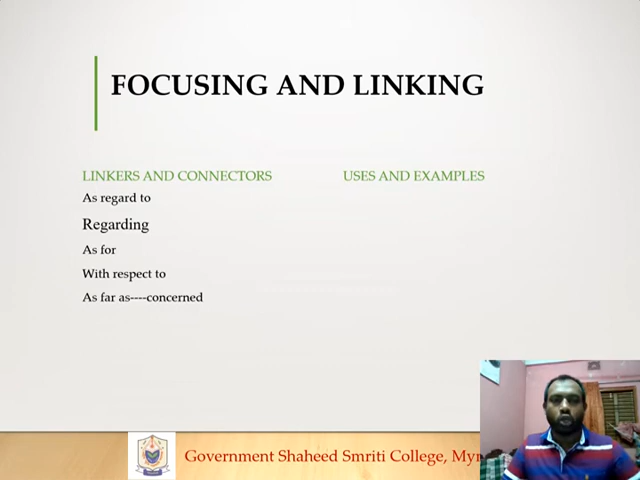 FOCUSING AND LINKING
LINKERS AND CONNECTORS
As regard to
Regarding
As for
With respect to
As far as----concerned
USES AND EXAMPLES
Government Shaheed Smriti College,